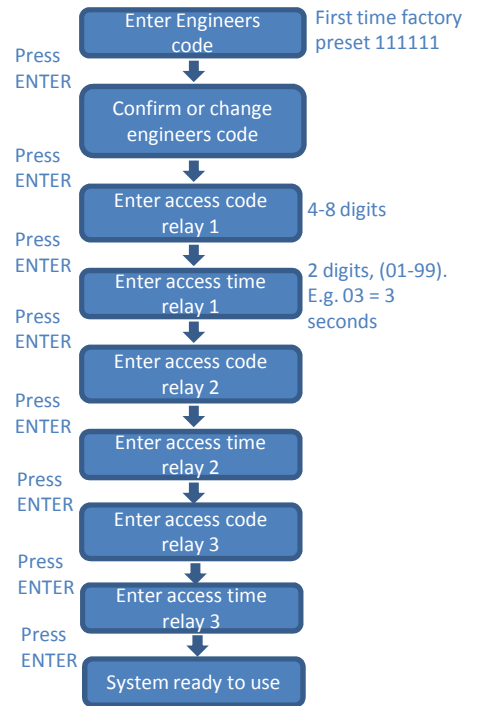 Enter Engineers
code
First time factory
preset 111111
Press
ENTER
Confirm or change
engineers code
Press
ENTER
Enter access code
relay 1
4-8 digits
Press
ENTER
Enter access time
relay 1
2 digits, (01-99).
E.g. 03 = 3
seconds
Press
ENTER
Enter access code
relay 2
Press
ENTER
Enter access time
relay 2
Press
ENTER
Enter access code
relay 3
Press
ENTER
Enter access time
relay 3
Press
ENTER
System ready to use